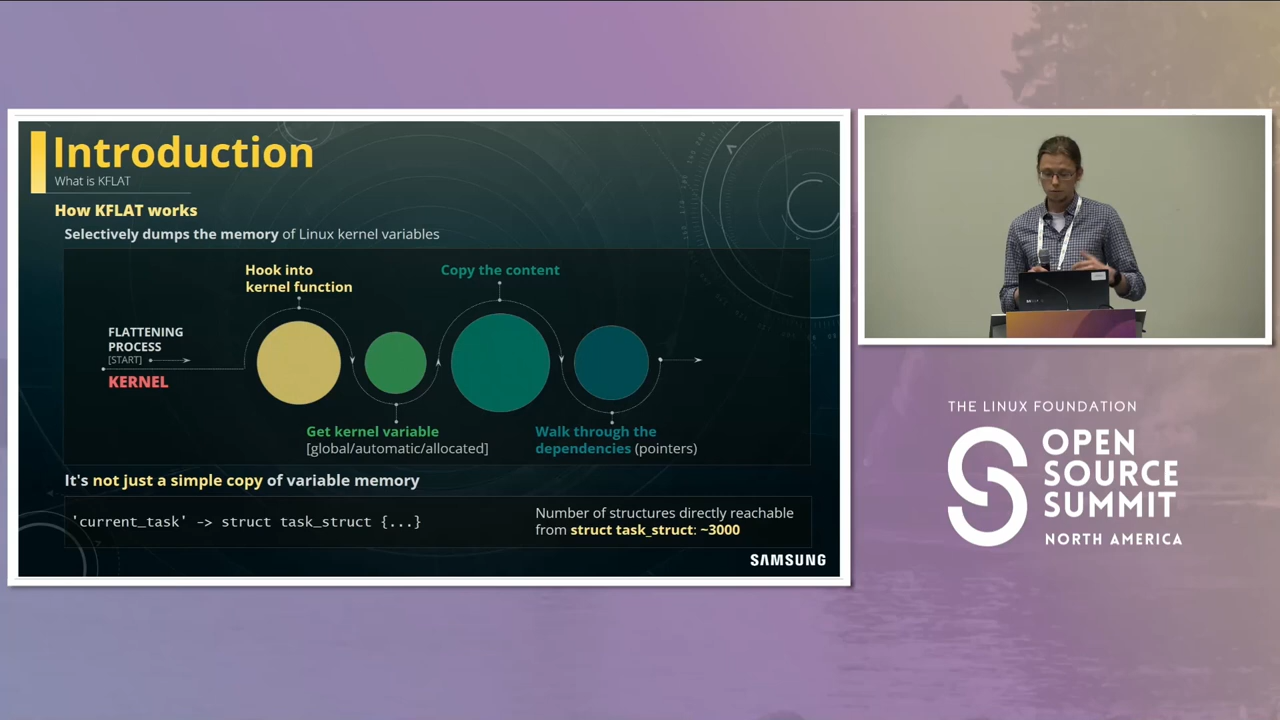 Introduction
What is KFLAT
How KFLAT works
Selectively dumps the memory of Linux kernel variables
Hook into
kernel function
Copy the content
FLATTENING
PROCESS
[START]
KERNEL
Get kernel variable
[global/automatic/allocated]
Walk through the
dependencies (pointers)
It's not just a simple copy of variable memory
'current_task' -> struct task_struct {...}
Number of structures directly reachable
from struct task_struct: ~3000
SAMSUNG
THE LINUX FOUNDATION
OPEN
SOURCE
SUMMIT
NORTH AMERICA